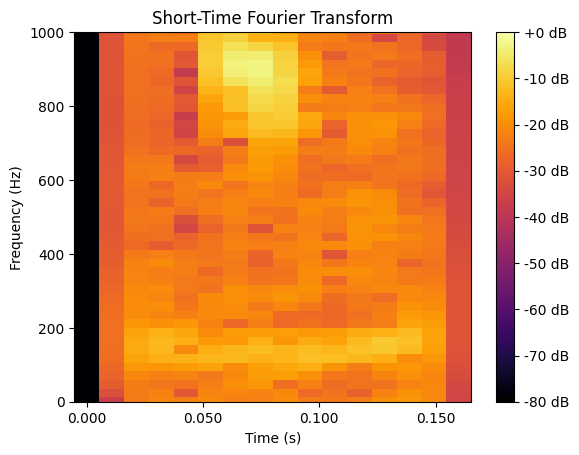 Short-Time Fourier Transform
1000
800
600
400
200
0
Frequency (Hz)
0.000
0.050
0.100
0.150
Time (s)
+0 dB
-10 dB
-20 dB
-30 dB
-40 dB
-50 dB
-60 dB
-70 dB
-80 dB